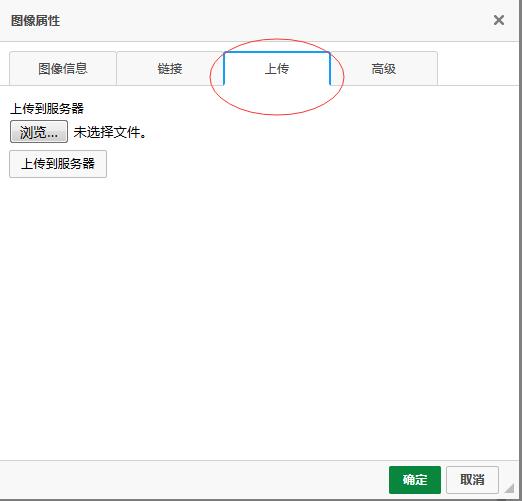 图像属性
图像信息 链接 上传 高级
上传到服务器
浏览... 未选择文件。
上传到服务器
确定 取消